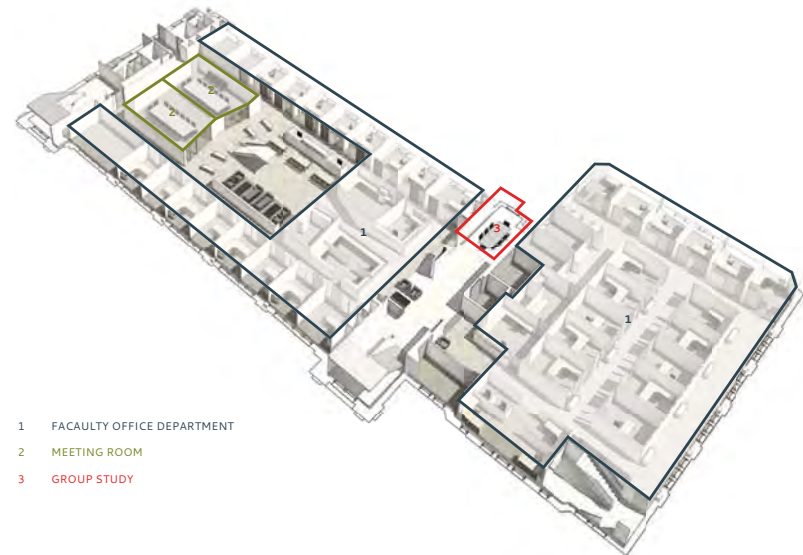 2
2
3
1
1
1 FACAULTY OFFICE DEPARTMENT
2 MEETING ROOM
3 GROUP STUDY